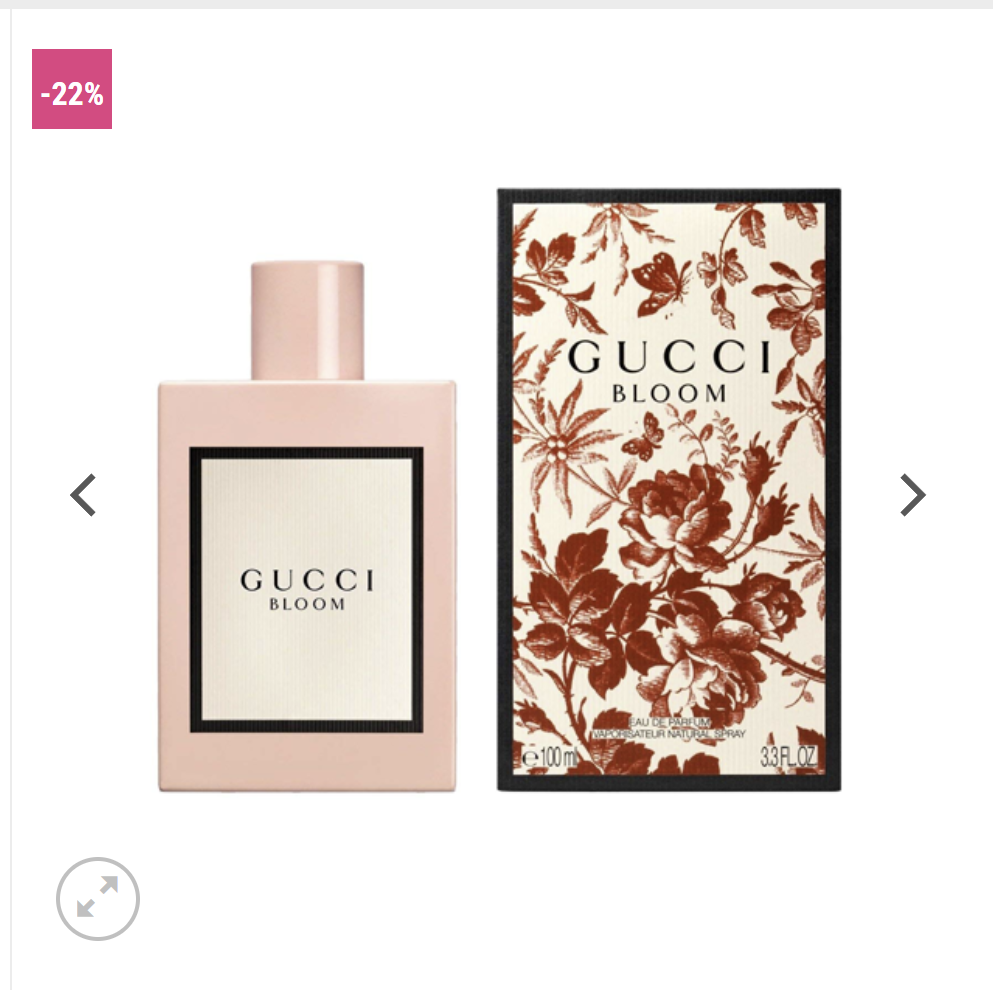 -22%
GUCCI
BLOOM
GUCCI
BLOOM
EAU DE PARFUM
VAPORISATEUR NATURAL SPRAY
℮ 100 ml 3.3 FL.OZ.